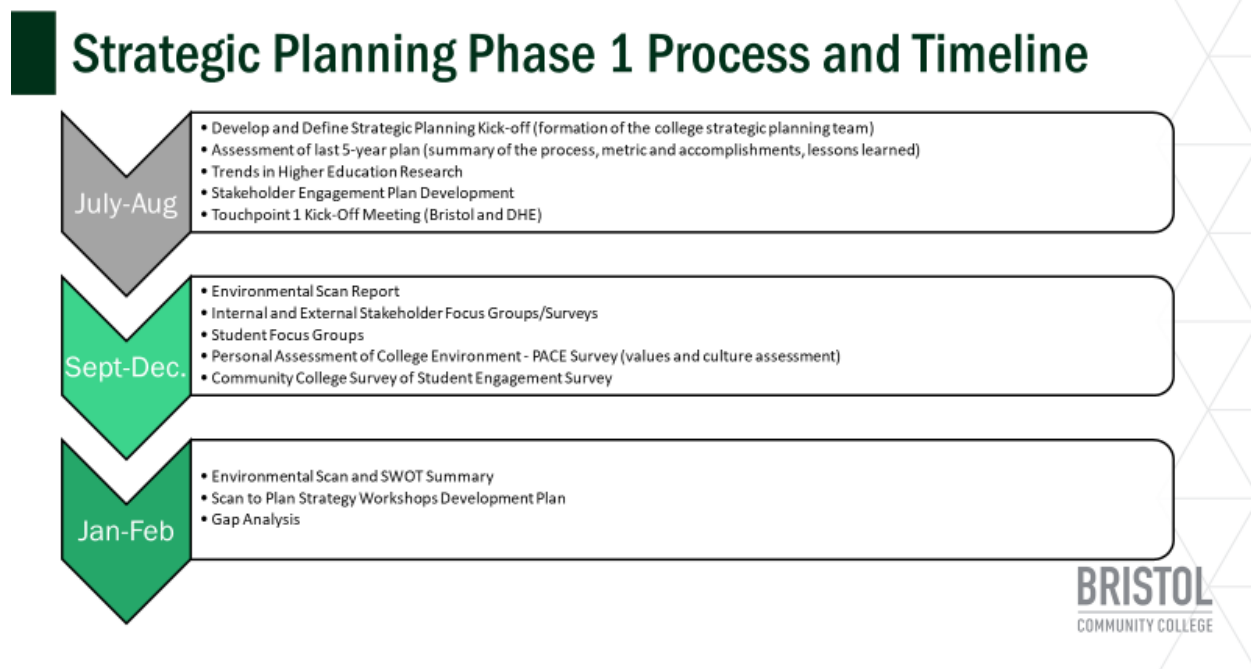 Strategic Planning Phase 1 Process and Timeline
July-Aug
• Develop and Define Strategic Planning Kick-off (formation of the college strategic planning team)
• Assessment of last 5-year plan (summary of the process, metric and accomplishments, lessons learned)
• Trends in Higher Education Research
• Stakeholder Engagement Plan Development
• Touchpoint 1 Kick-Off Meeting (Bristol and DHE)
Sept-Dec.
• Environmental Scan Report
• Internal and External Stakeholder Focus Groups/Surveys
• Student Focus Groups
• Personal Assessment of College Environment - PACE Survey (values and culture assessment)
• Community College Survey of Student Engagement Survey
Jan-Feb
• Environmental Scan and SWOT Summary
• Scan to Plan Strategy Workshops Development Plan
• Gap Analysis
BRISTOL
COMMUNITY COLLEGE